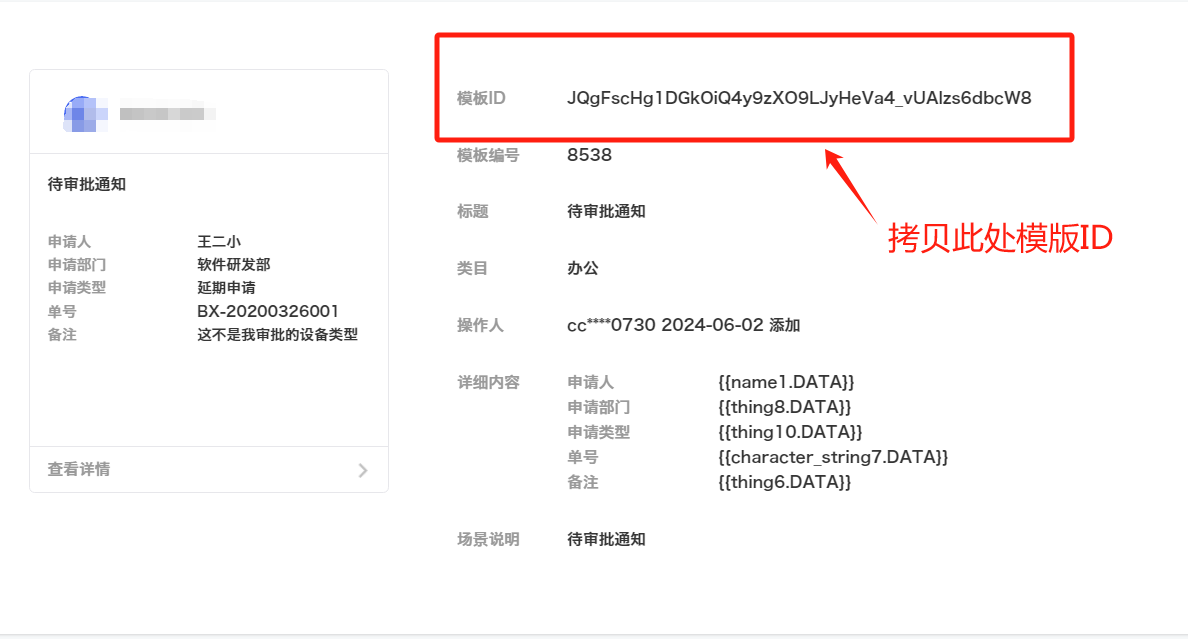 待审批通知
申请人 王二小
申请部门 软件研发部
申请类型 延期申请
单号 BX-20200326001
备注 这不是我审批的设备类型
查看详情
模板ID JQgFscHg1DGkOiQ4y9zXO9LJyHeVa4_vUAIzs6dbcW8
模板编号 8538
标题 待审批通知
类目 办公
操作人 cc****0730 2024-06-02 添加
详细内容 申请人 {{name1.DATA}}
申请部门 {{thing8.DATA}}
申请类型 {{thing10.DATA}}
单号 {{character_string7.DATA}}
备注 {{thing6.DATA}}
场景说明 待审批通知
拷贝此处模版ID